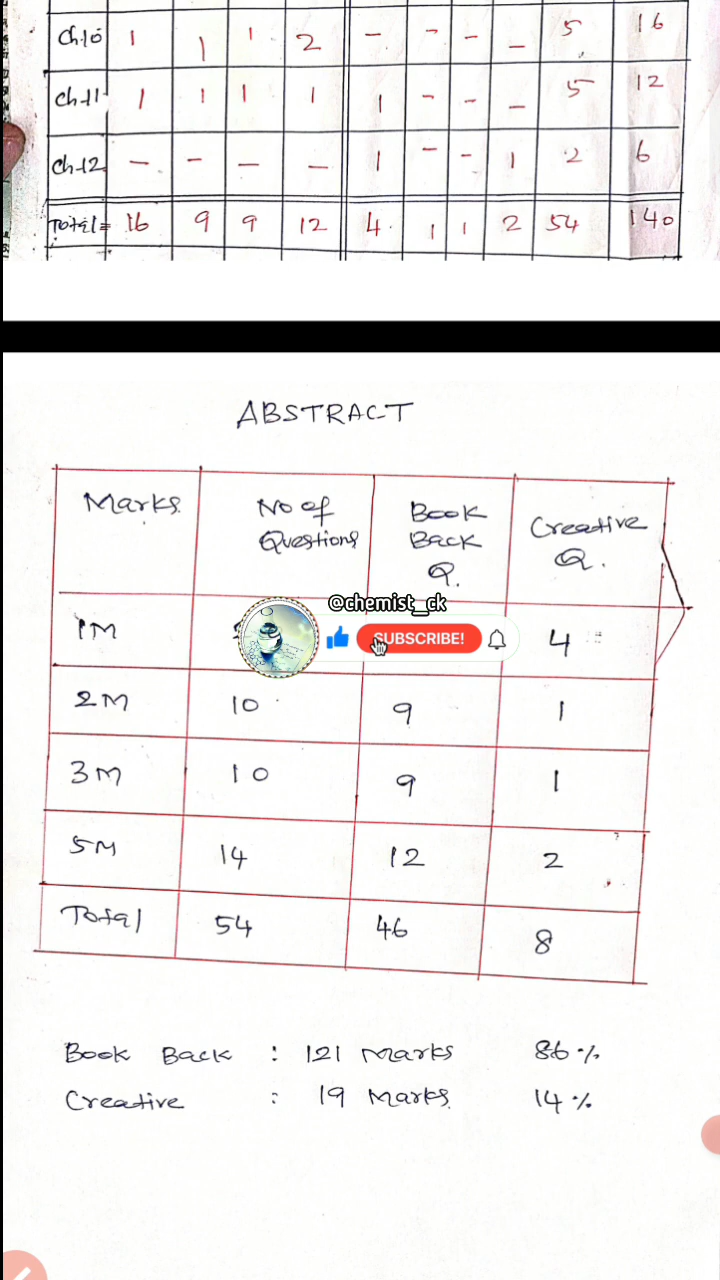 Ch.10 1 1 1 2 - - - - 5 16
Ch-11 1 1 1 1 1 - - - 5 12
Ch-12 - - - - 1 - - 1 2 6
Total = 16 9 9 12 4 1 1 2 54 140
ABSTRACT
Marks No of Questions Book Back Q. Creative Q.
@chemist_ck
1M SUBSCRIBE! 4
2M 10 9 1
3M 10 9 1
5M 14 12 2
Total 54 46 8
Book Back : 121 Marks 86%
Creative : 19 Marks 14%